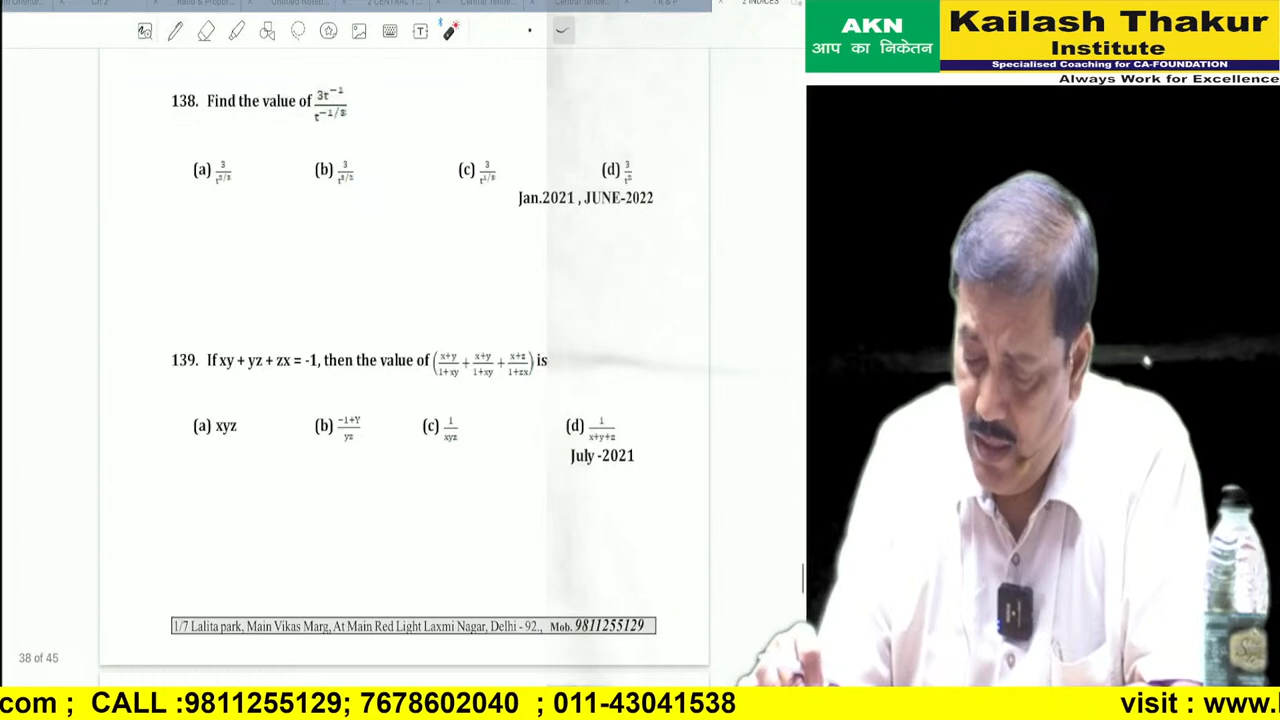 2 INDICES
AKN
आप का निकेतन
Kailash Thakur
Institute
Specialised Coaching for CA-FOUNDATION
Always Work for Excellence
138. Find the value of 3t⁻¹/t⁻¹/³
(a) 3/t²/³ (b) 3/t³/² (c) 3/t¹/³ (d) 3/t²
Jan.2021 , JUNE-2022
139. If xy + yz + zx = -1, then the value of (x+y/1+xy + x+y/1+xy + x+z/1+zx) is
(a) xyz (b) -1+Y/yz (c) 1/xyz (d) 1/x+y+z
July -2021
1/7 Lalita park, Main Vikas Marg, At Main Red Light Laxmi Nagar, Delhi - 92., Mob. 9811255129
38 of 45
com ; CALL :9811255129; 7678602040 ; 011-43041538 visit : www.